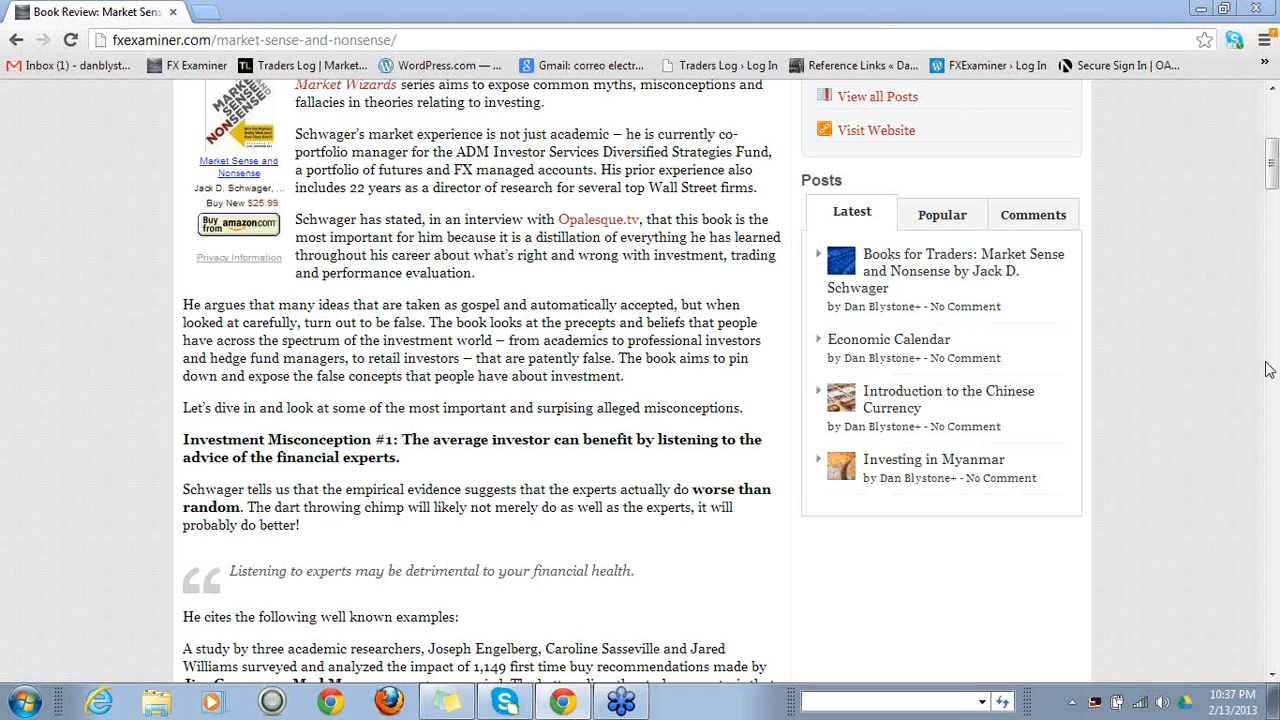 Book Review: Market Sens
fxexaminer.com/market-sense-and-nonsense/
Inbox (1) - danblyst...
FX Examiner
Traders Log | Market...
WordPress.com — ...
Gmail: correo electr...
Traders Log › Log In
Reference Links « Da...
FXExaminer › Log In
Secure Sign In | OA...
MARKET
SENSE
AND
NONSENSE
Market Sense and
Nonsense
Jack D. Schwager, ...
Buy New $25.99
Buy from amazon.com
Privacy Information
Market Wizards series aims to expose common myths, misconceptions and
fallacies in theories relating to investing.
Schwager's market experience is not just academic – he is currently co-
portfolio manager for the ADM Investor Services Diversified Strategies Fund,
a portfolio of futures and FX managed accounts. His prior experience also
includes 22 years as a director of research for several top Wall Street firms.
Schwager has stated, in an interview with Opalesque.tv, that this book is the
most important for him because it is a distillation of everything he has learned
throughout his career about what's right and wrong with investment, trading
and performance evaluation.
He argues that many ideas that are taken as gospel and automatically accepted, but when
looked at carefully, turn out to be false. The book looks at the precepts and beliefs that people
have across the spectrum of the investment world – from academics to professional investors
and hedge fund managers, to retail investors – that are patently false. The book aims to pin
down and expose the false concepts that people have about investment.
Let's dive in and look at some of the most important and surpising alleged misconceptions.
Investment Misconception #1: The average investor can benefit by listening to the
advice of the financial experts.
Schwager tells us that the empirical evidence suggests that the experts actually do worse than
random. The dart throwing chimp will likely not merely do as well as the experts, it will
probably do better!
Listening to experts may be detrimental to your financial health.
He cites the following well known examples:
A study by three academic researchers, Joseph Engelberg, Caroline Sasseville and Jared
Williams surveyed and analyzed the impact of 1,149 first time buy recommendations made by
View all Posts
Visit Website
Posts
Latest
Popular
Comments
Books for Traders: Market Sense
and Nonsense by Jack D.
Schwager
by Dan Blystone+ - No Comment
Economic Calendar
by Dan Blystone+ - No Comment
Introduction to the Chinese
Currency
by Dan Blystone+ - No Comment
Investing in Myanmar
by Dan Blystone+ - No Comment
10:37 PM
2/13/2013